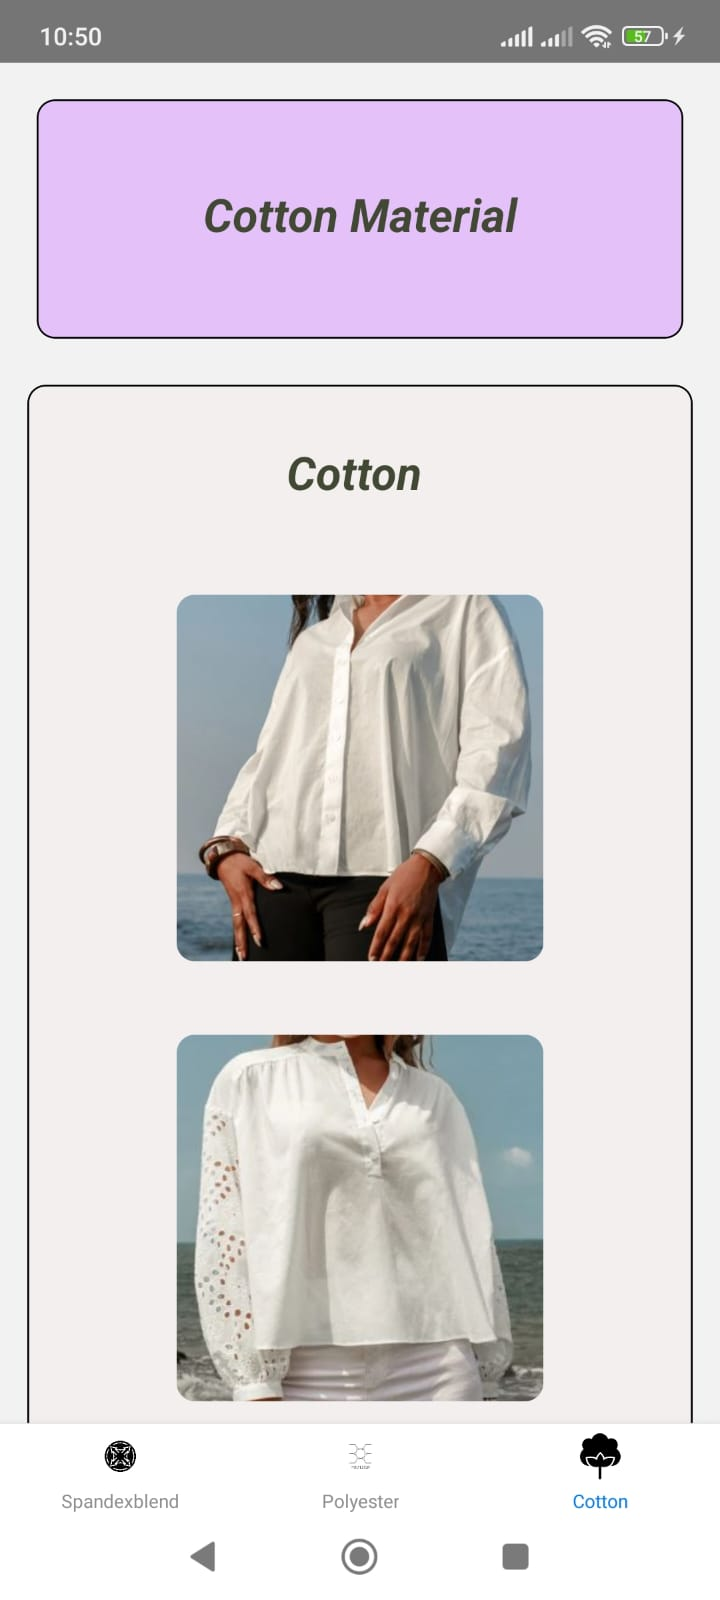 10:50
57
Cotton Material
Cotton
Spandexblend
Polyester
Cotton